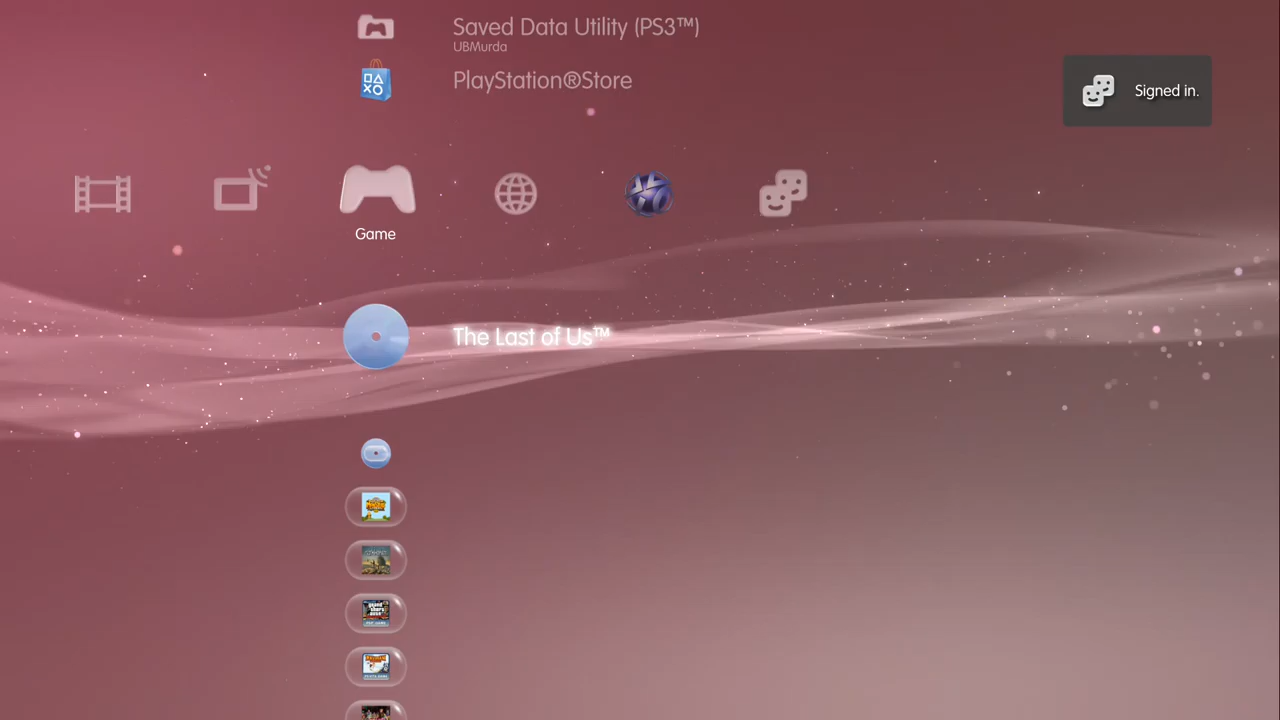 Saved Data Utility (PS3™)
UBMurda
PlayStation®Store
Signed in.
Game
The Last of Us™